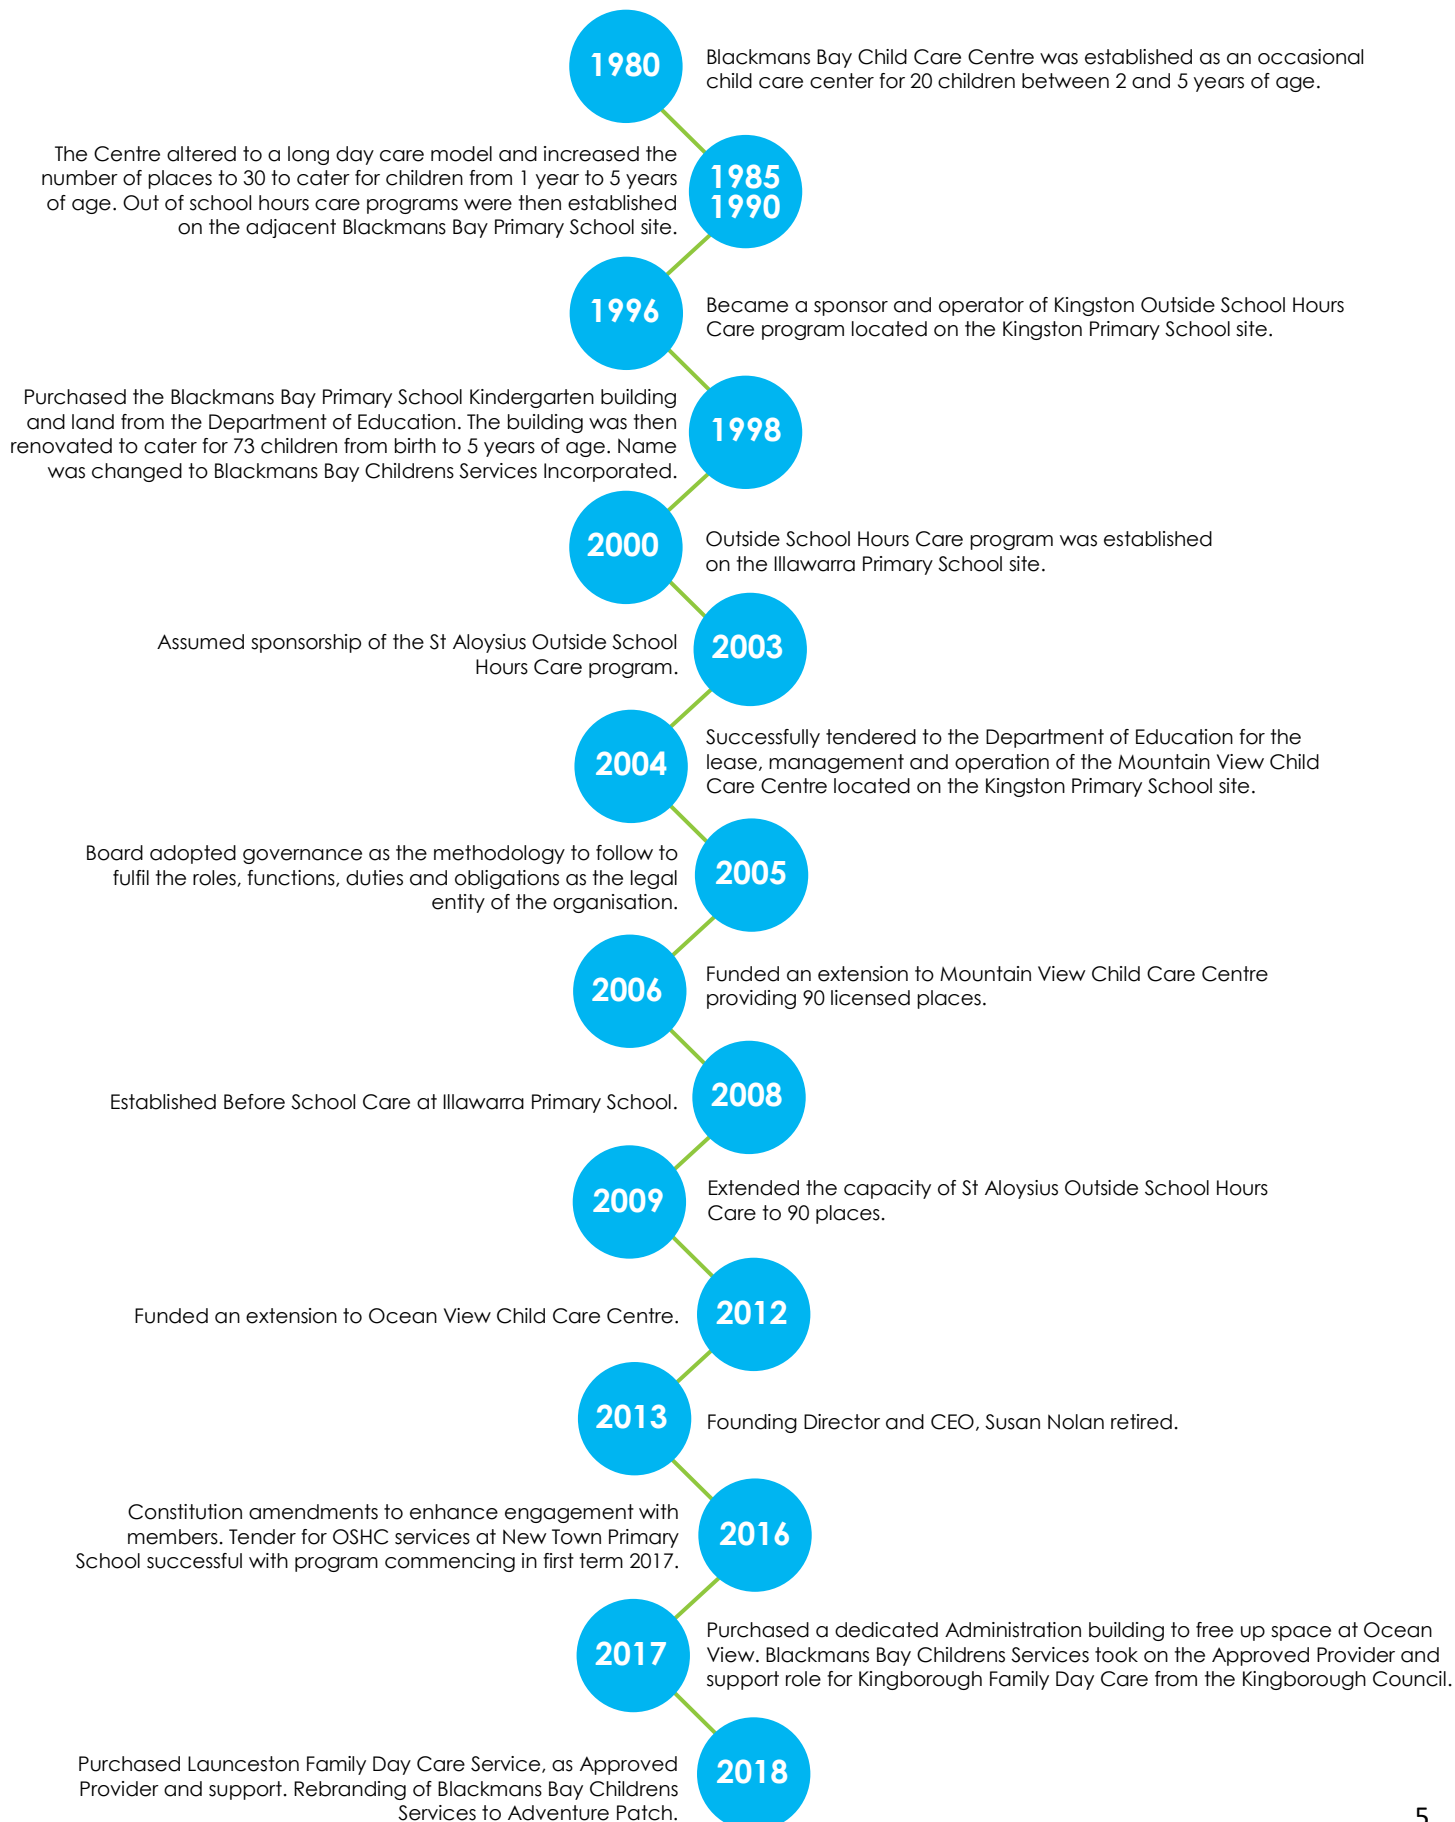 1980
Blackmans Bay Child Care Centre was established as an occasional
child care center for 20 children between 2 and 5 years of age.
The Centre altered to a long day care model and increased the
number of places to 30 to cater for children from 1 year to 5 years
of age. Out of school hours care programs were then established
on the adjacent Blackmans Bay Primary School site.
1985
1990
1996
Became a sponsor and operator of Kingston Outside School Hours
Care program located on the Kingston Primary School site.
Purchased the Blackmans Bay Primary School Kindergarten building
and land from the Department of Education. The building was then
renovated to cater for 73 children from birth to 5 years of age. Name
was changed to Blackmans Bay Childrens Services Incorporated.
1998
2000
Outside School Hours Care program was established
on the Illawarra Primary School site.
Assumed sponsorship of the St Aloysius Outside School
Hours Care program.
2003
2004
Successfully tendered to the Department of Education for the
lease, management and operation of the Mountain View Child
Care Centre located on the Kingston Primary School site.
Board adopted governance as the methodology to follow to
fulfil the roles, functions, duties and obligations as the legal
entity of the organisation.
2005
2006
Funded an extension to Mountain View Child Care Centre
providing 90 licensed places.
Established Before School Care at Illawarra Primary School.
2008
2009
Extended the capacity of St Aloysius Outside School Hours
Care to 90 places.
Funded an extension to Ocean View Child Care Centre.
2012
2013
Founding Director and CEO, Susan Nolan retired.
Constitution amendments to enhance engagement with
members. Tender for OSHC services at New Town Primary
School successful with program commencing in first term 2017.
2016
2017
Purchased a dedicated Administration building to free up space at Ocean
View. Blackmans Bay Childrens Services took on the Approved Provider and
support role for Kingborough Family Day Care from the Kingborough Council.
Purchased Launceston Family Day Care Service, as Approved
Provider and support. Rebranding of Blackmans Bay Childrens
Services to Adventure Patch.
2018
5